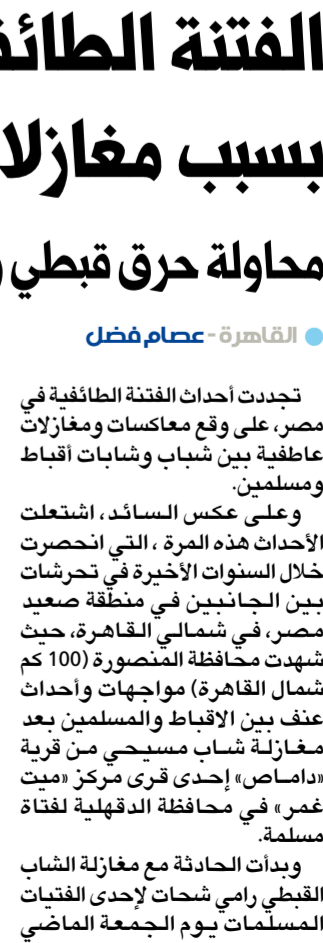 الفتنة
بسبب مغازلا
محاولة حرق قبطي
القاهرة - عصام فضل
تجددت أحداث الفتنة الطائفية في
مصر، على وقع معاكسات ومغازلات
عاطفية بين شباب وشابات أقباط
ومسلمين.
وعلى عكس السائد، اشتعلت
الأحداث هذه المرة ، التي انحصرت
خلال السنوات الأخيرة في تحرشات
بين الجانبين في منطقة صعيد
مصر، في شمالي القاهرة، حيث
شهدت محافظة المنصورة (100 كم
شمال القاهرة) مواجهات وأحداث
عنف بين الاقباط والمسلمين بعد
مغازلة شاب مسيحي من قرية
«داماص» إحدى قرى مركز «ميت
غمر» في محافظة الدقهلية لفتاة
مسلمة.
وبدأت الحادثة مع مغازلة الشاب
القبطي رامي شحات لإحدى الفتيات
المسلمات يوم الجمعة الماضي